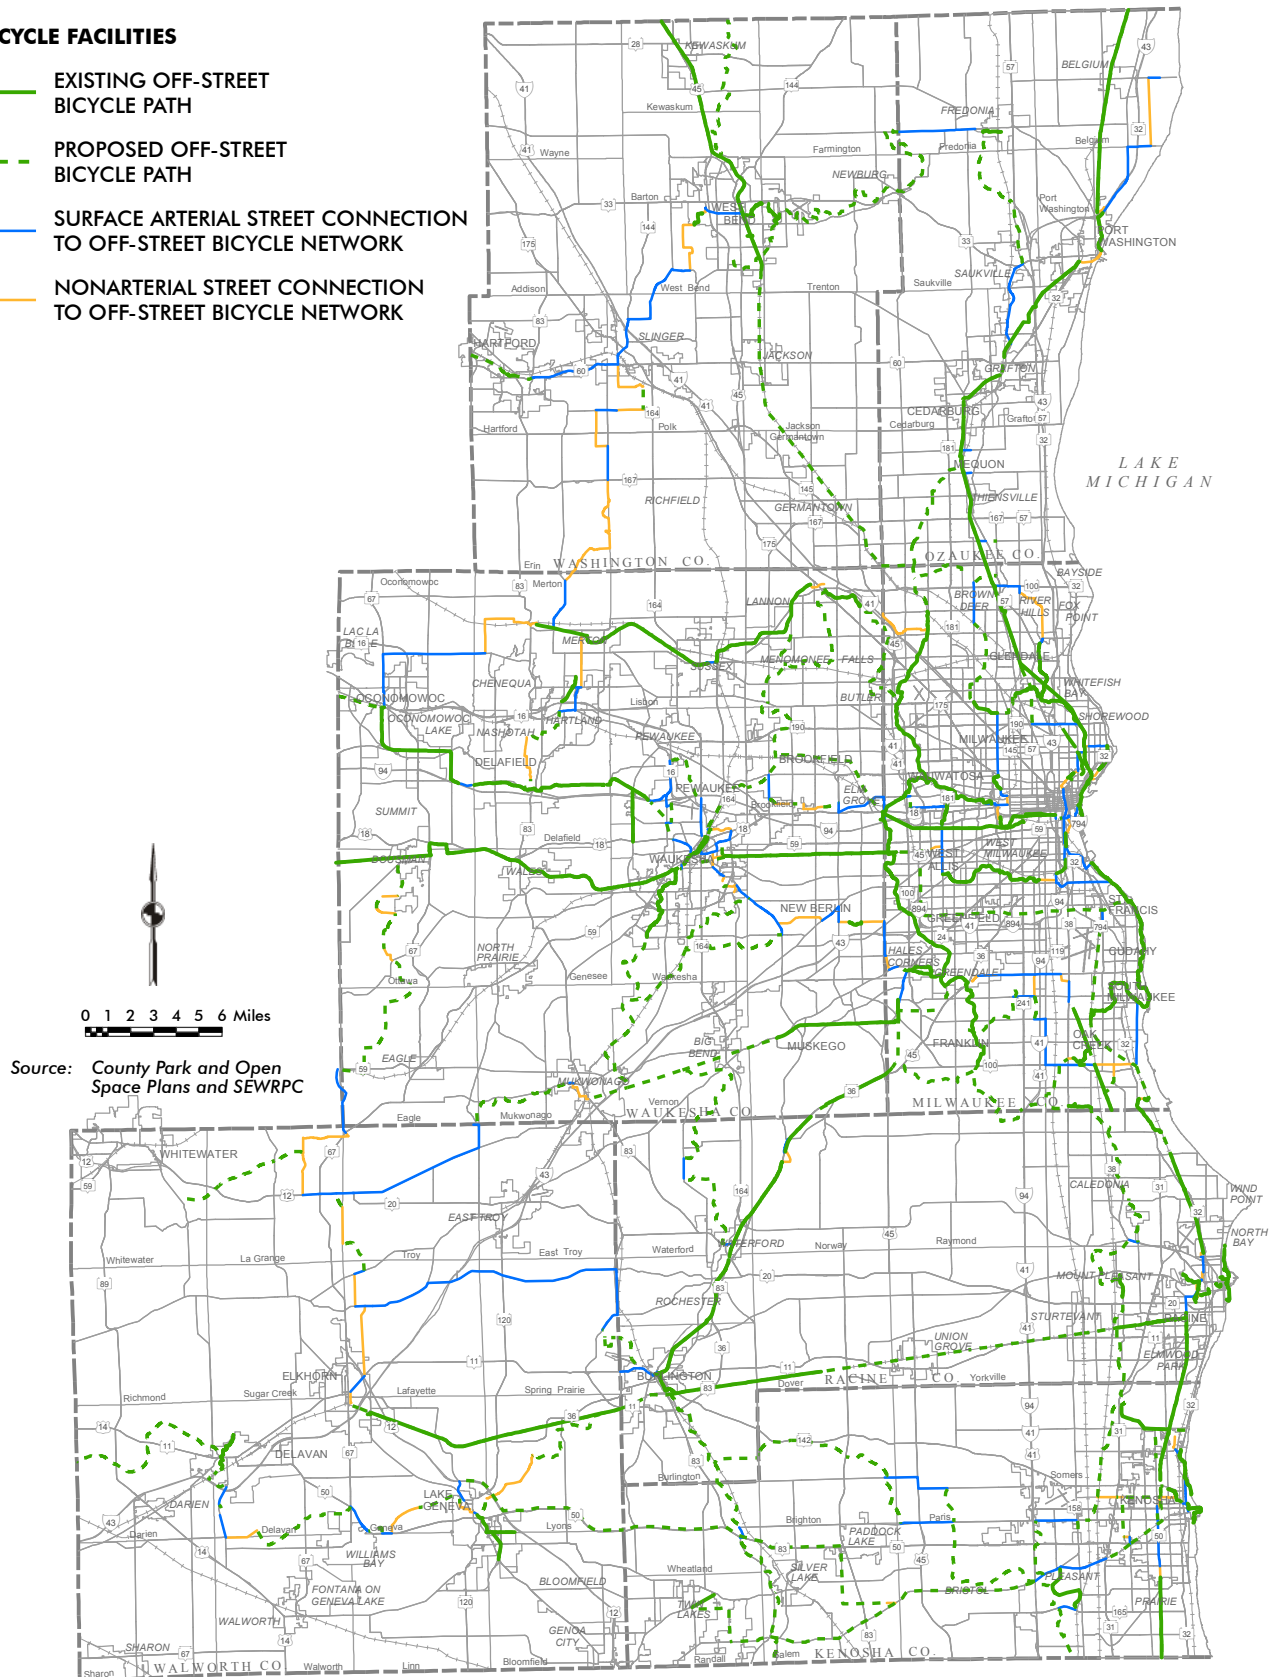 CYCLE FACILITIES
EXISTING OFF-STREET
BICYCLE PATH
PROPOSED OFF-STREET
BICYCLE PATH
SURFACE ARTERIAL STREET CONNECTION
TO OFF-STREET BICYCLE NETWORK
NONARTERIAL STREET CONNECTION
TO OFF-STREET BICYCLE NETWORK
KEWASKUM
Kewaskum
BELGIUM
FREDONIA
Fredonia
Belgium
Wayne
Farmington
NEWBURG
Barton
WEST
BEND
Port
Washington
PORT
WASHINGTON
Addison
West Bend
Trenton
Saukville
SAUKVILLE
HARTFORD
SLINGER
JACKSON
GRAFTON
CEDARBURG
Cedarburg
Grafto
Hartford
Polk
Jackson
Germantown
MEQUON
THIENSVILLE
RICHFIELD
GERMANTOWN
LAKE
MICHIGAN
Erin
WASHINGTON CO.
OZAUKEE CO.
Oconomowoc
Merton
LANNON
BAYSIDE
BROWN
DEER
RIVER
HILLS
FOX
POINT
LAC LA
MERTON
SUSSEX
MENOMONEE FALLS
GLENDALE
CHENEQUA
Lisbon
BUTLER
WHITEFISH
BAY
OCONOMOWOC
OCONOMOWOC
LAKE
NASHOTAH
HARTLAND
PEWAUKEE
SHOREWOOD
MILWAUKEE
DELAFIELD
PEWAUKEE
BROOKFIELD
Brookfield
ELM
GROVE
WAUWATOSA
SUMMIT
Delafield
DOUSMAN
WALES
WAUKESHA
WEST
ALLIS
WEST
MILWAUKEE
NEW BERLIN
GREENFIELD
ST.
FRANCIS
NORTH
PRAIRIE
Genesee
Waukesha
Ottawa
HALES
CORNERS
GREENDALE
CUDAHY
SOUTH
MILWAUKEE
0 1 2 3 4 5 6 Miles
Source: County Park and Open
Space Plans and SEWRPC
EAGLE
BIG
BEND
MUSKEGO
FRANKLIN
OAK
CREEK
MUKWONAGO
Eagle
Mukwonago
Vernon
WAUKESHA CO.
MILWAUKEE CO.
WHITEWATER
CALEDONIA
WIND
POINT
NORTH
BAY
EAST TROY
Whitewater
La Grange
Troy
East Troy
Waterford
WATERFORD
Norway
Raymond
MOUNT PLEASANT
ROCHESTER
STURTEVANT
RACINE
UNION
GROVE
ELMWOOD
PARK
ELKHORN
BURLINGTON
Richmond
Sugar Creek
Lafayette
Spring Prairie
Dover
RACINE CO.
Yorkville
DELAVAN
DARIEN
Darien
Delavan
LAKE
GENEVA
Geneva
Lyons
Burlington
Brighton
Paris
Somers
KENOSHA
PADDOCK
LAKE
WILLIAMS
BAY
Wheatland
SILVER
LAKE
BRISTOL
PLEASANT
PRAIRIE
FONTANA ON
GENEVA LAKE
BLOOMFIELD
TWIN
LAKES
WALWORTH
GENOA
CITY
SHARON
Sharon
WALWORTH CO
Walworth
Linn
Bloomfield
Randall
Salem
KENOSHA CO.